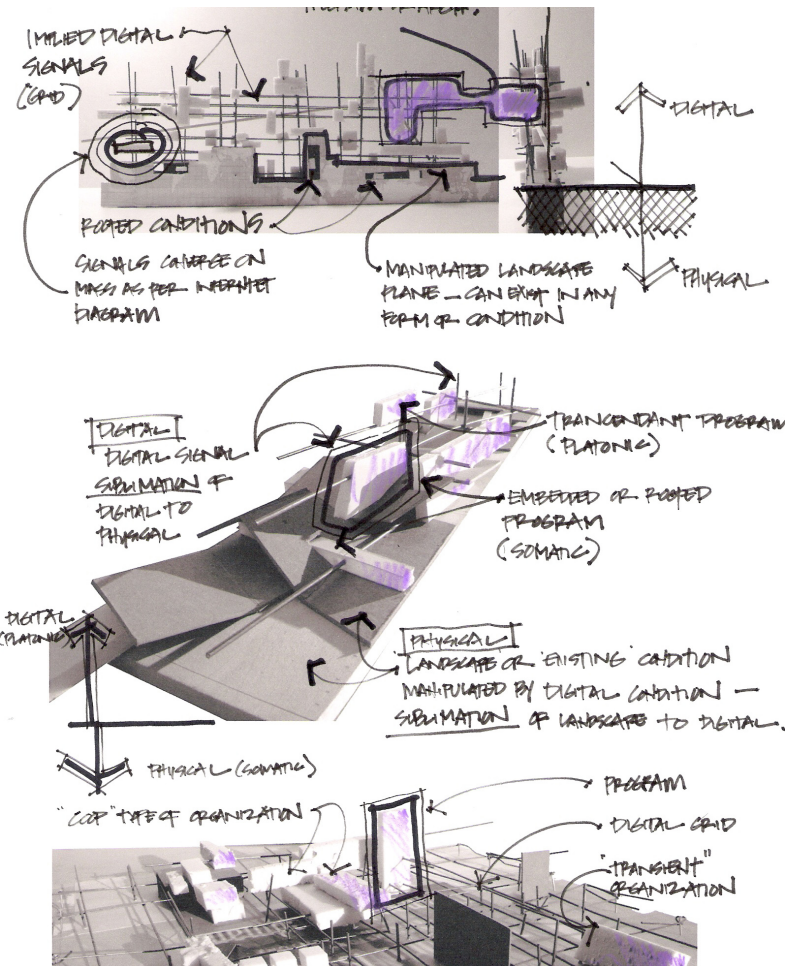 IMPLIED DIGITAL
SIGNALS
(GRID)
DIGITAL
ROOTED CONDITIONS
SIGNALS CONVERGE ON
MASS AS PER INTERNET
DIAGRAM
MANIPULATED LANDSCAPE
PLANE — CAN EXIST IN ANY
FORM OR CONDITION
PHYSICAL
DIGITAL
DIGITAL SIGNAL
SUBLIMATION OF
DIGITAL TO
PHYSICAL
TRANCENDANT PROGRAM
(PLATONIC)
EMBEDDED OR ROOTED
PROGRAM
(SOMATIC)
DIGITAL
(PLATONIC)
PHYSICAL
LANDSCAPE OR 'EXISTING' CONDITION
MANIPULATED BY DIGITAL CONDITION —
SUBLIMATION OF LANDSCAPE TO DIGITAL.
PHYSICAL (SOMATIC)
"COOP" TYPE OF ORGANIZATION
PROGRAM
DIGITAL GRID
"TRANSIENT"
ORGANIZATION